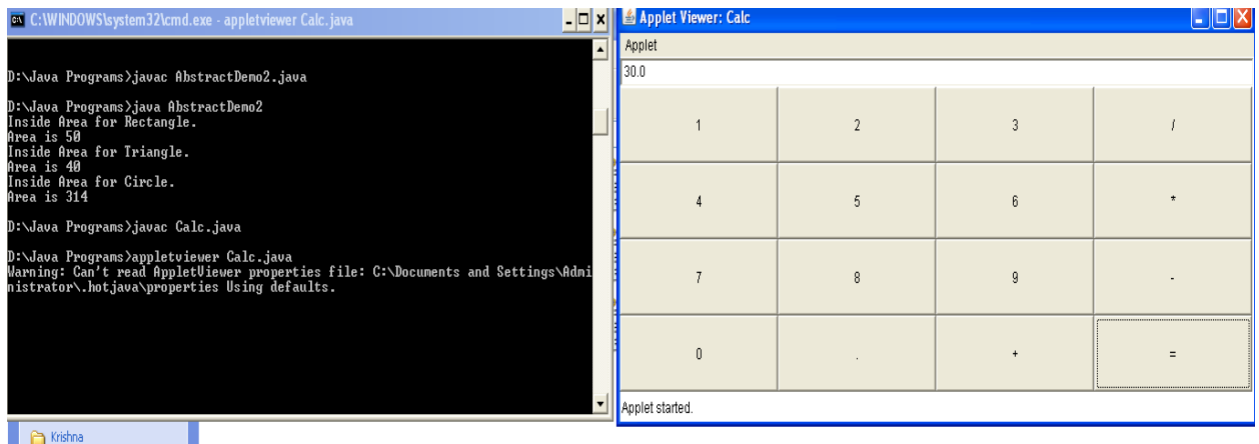 C:\WINDOWS\system32\cmd.exe - appletviewer Calc.java
D:\Java Programs>javac AbstractDemo2.java
D:\Java Programs>java AbstractDemo2
Inside Area for Rectangle.
Area is 50
Inside Area for Triangle.
Area is 40
Inside Area for Circle.
Area is 314
D:\Java Programs>javac Calc.java
D:\Java Programs>appletviewer Calc.java
Warning: Can't read AppletViewer properties file: C:\Documents and Settings\Admi
nistrator\.hotjava\properties Using defaults.
Krishna
Applet Viewer: Calc
Applet
30.0
1 2 3 /
4 5 6 *
7 8 9 -
0 . + =
Applet started.